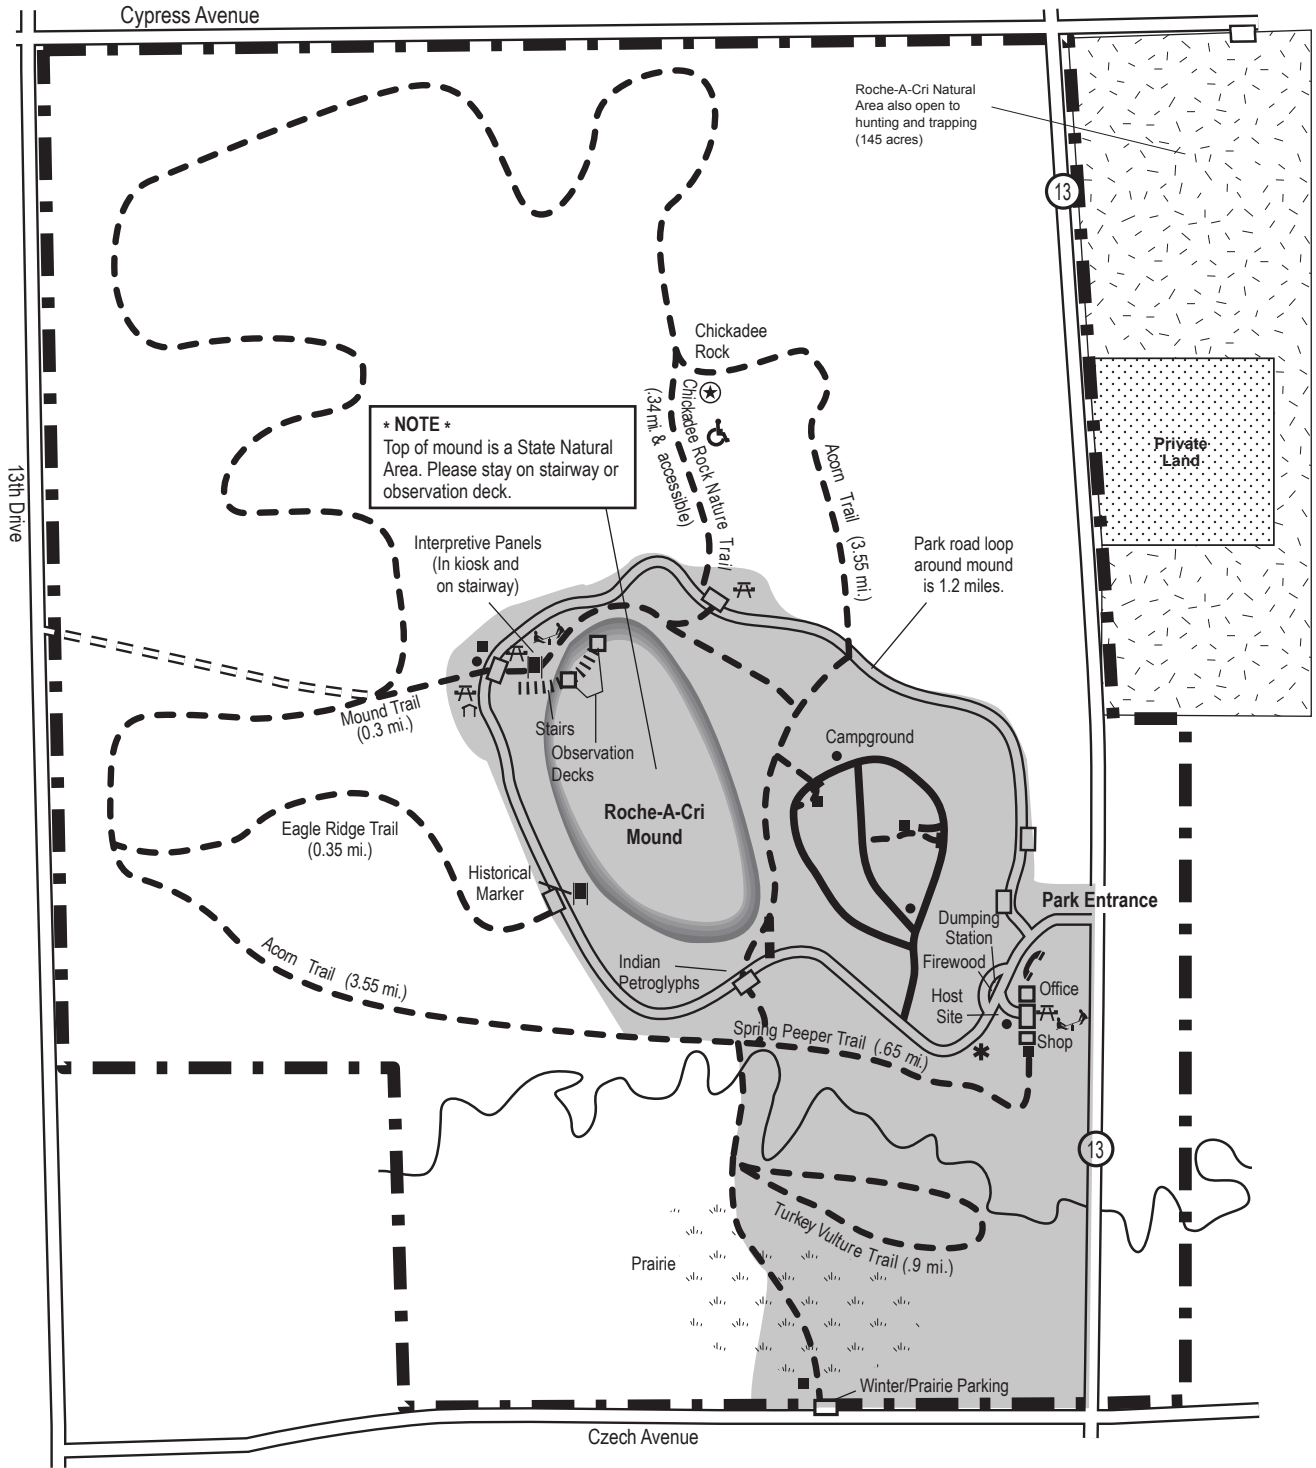 Cypress Avenue
Roche-A-Cri Natural
Area also open to
hunting and trapping
(145 acres)
13
Chickadee
Rock
Chickadee Rock Nature Trail
(.34 mi. & accessible)
* NOTE *
Top of mound is a State Natural
Area. Please stay on stairway or
observation deck.
Private
Land
13th Drive
Acorn Trail (3.55 mi.)
Interpretive Panels
(In kiosk and
on stairway)
Park road loop
around mound
is 1.2 miles.
Mound Trail
(0.3 mi.)
Stairs
Observation
Decks
Campground
Roche-A-Cri
Mound
Eagle Ridge Trail
(0.35 mi.)
Historical
Marker
Park Entrance
Dumping
Station
Firewood
Acorn Trail (3.55 mi.)
Indian
Petroglyphs
Host
Site
Office
Shop
Spring Peeper Trail (.65 mi.)
*
13
Turkey Vulture Trail (.9 mi.)
Prairie
Winter/Prairie Parking
Czech Avenue